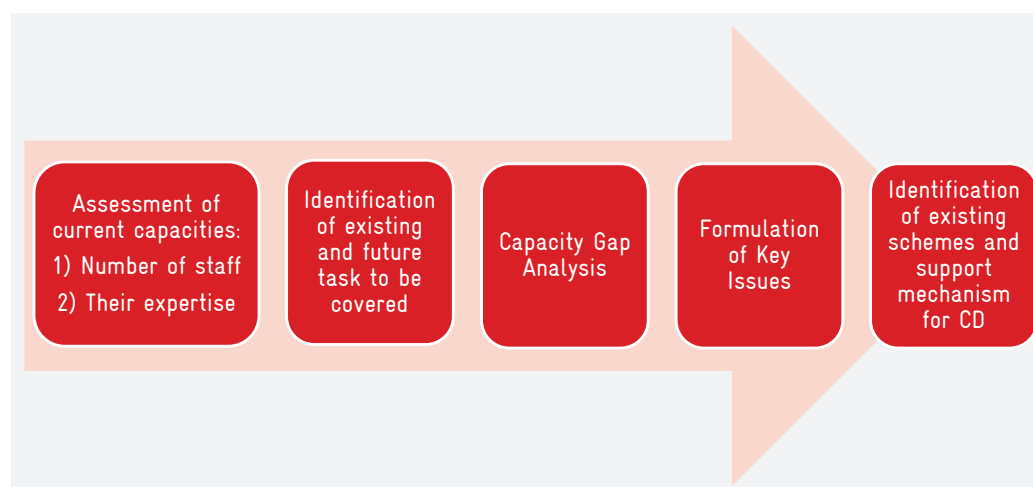 Assessment of
current capacities:
1) Number of staff
2) Their expertise
Identification
of existing
and future
task to be
covered
Capacity Gap
Analysis
Formulation
of Key
Issues
Identification
of existing
schemes and
support
mechanism
for CD